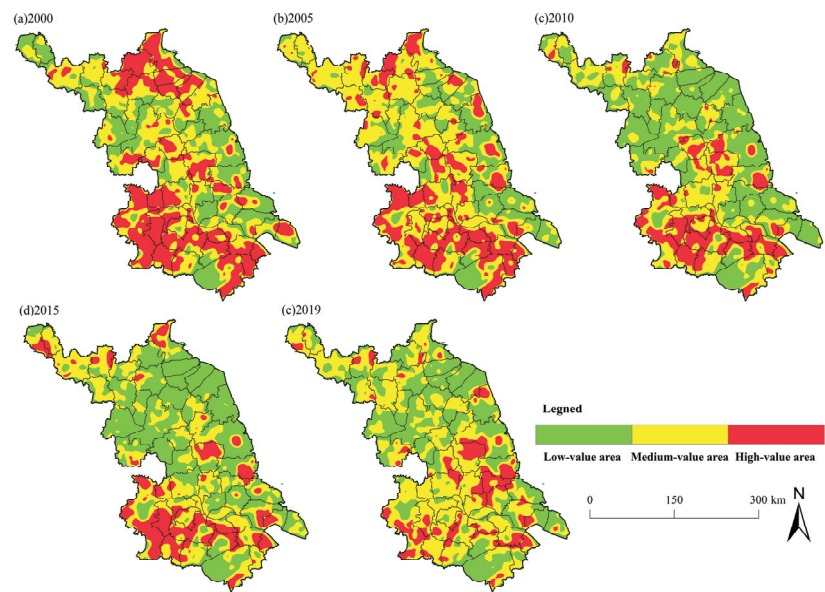 (a)2000
(b)2005
(c)2010
(d)2015
(c)2019
Legned
Low-value area Medium-value area High-value area
0 150 300 km
N